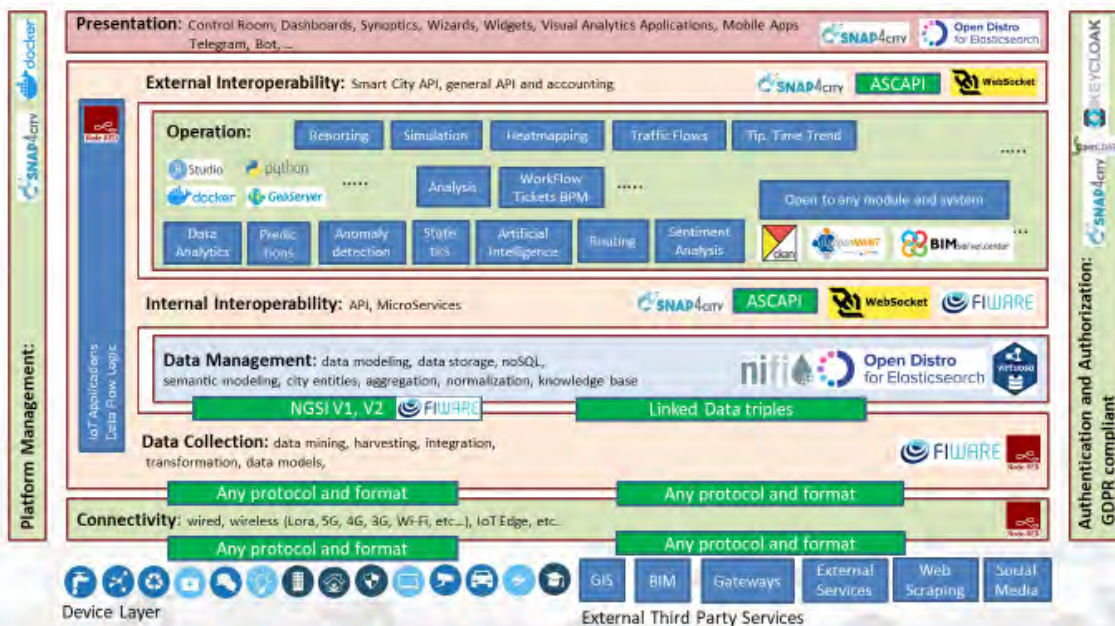 Presentation: Control Room, Dashboards, Synoptics, Wizards, Widgets, Visual Analytics Applications, Mobile Apps
Telegram, Bot, ...
SNAP4CITY
Open Distro
for Elasticsearch
External Interoperability: Smart City API, general API and accounting
SNAP4CITY
ASCAPI
WebSocket
Node-RED
Operation:
Reporting
Simulation
Heatmapping
Traffic Flows
Tip. Time Trend
.....
R Studio
python
docker
GeoServer
.....
Analysis
WorkFlow
Tickets BPM
.....
Open to any module and system
Data
Analytics
Predic
tions
Anomaly
detection
Statis
tics
Artificial
Intelligence
Routing
Sentiment
Analysis
ckan
openMAINT
BIMserver.center
...
Internal Interoperability: API, MicroServices
SNAP4CITY
ASCAPI
WebSocket
FIWARE
Data Management: data modeling, data storage, noSQL,
semantic modeling, city entities, aggregation, normalization, knowledge base
nifi
Open Distro
for Elasticsearch
virtuoso
NGSI V1, V2
FIWARE
Linked Data triples
IoT Applications
Data Flow Logic
Data Collection: data mining, harvesting, integration,
transformation, data models,
FIWARE
Node-RED
Any protocol and format
Any protocol and format
Connectivity: wired, wireless (Lora, 5G, 4G, 3G, Wi-Fi, etc...), IoT Edge, etc.
Node-RED
Any protocol and format
Any protocol and format
Device Layer
GIS
BIM
Gateways
External
Services
Web
Scraping
Social
Media
External Third Party Services
Platform Management:
SNAP4CITY
docker
Authentication and Authorization:
GDPR compliant
SNAP4CITY
KEYCLOAK